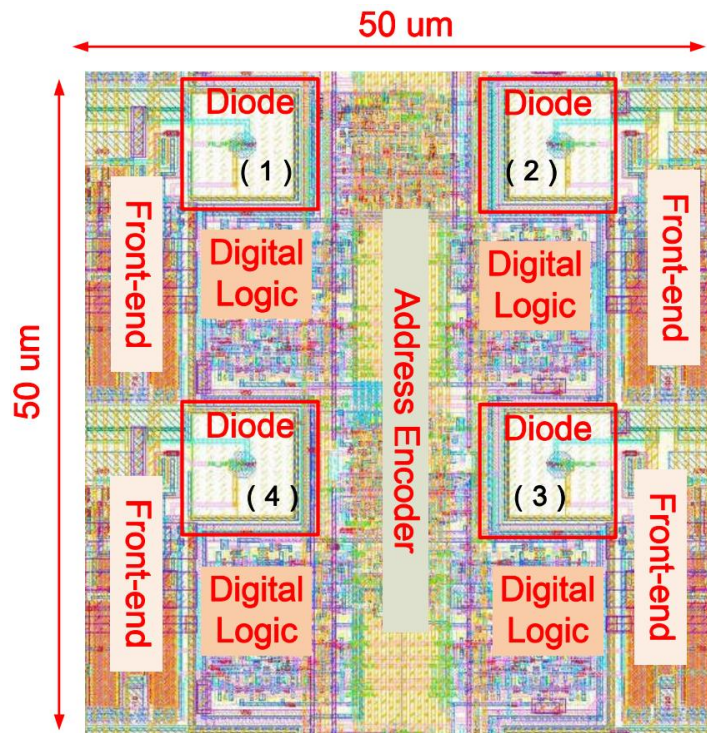 50 um
50 um
Diode
( 1 )
Diode
( 2 )
Front-end
Digital
Logic
Address Encoder
Digital
Logic
Front-end
Diode
( 4 )
Diode
( 3 )
Front-end
Digital
Logic
Digital
Logic
Front-end